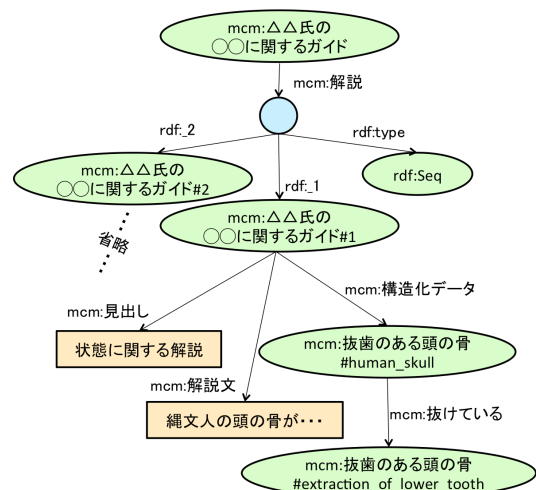 mcm:△△氏の
◯◯に関するガイド
mcm:解説
rdf:_2
rdf:type
mcm:△△氏の
◯◯に関するガイド#2
rdf:_1
rdf:Seq
省略
mcm:△△氏の
◯◯に関するガイド#1
mcm:見出し
mcm:構造化データ
状態に関する解説
mcm:抜歯のある頭の骨
#human_skull
mcm:解説文
縄文人の頭の骨が・・・
mcm:抜けている
mcm:抜歯のある頭の骨
#extraction_of_lower_tooth